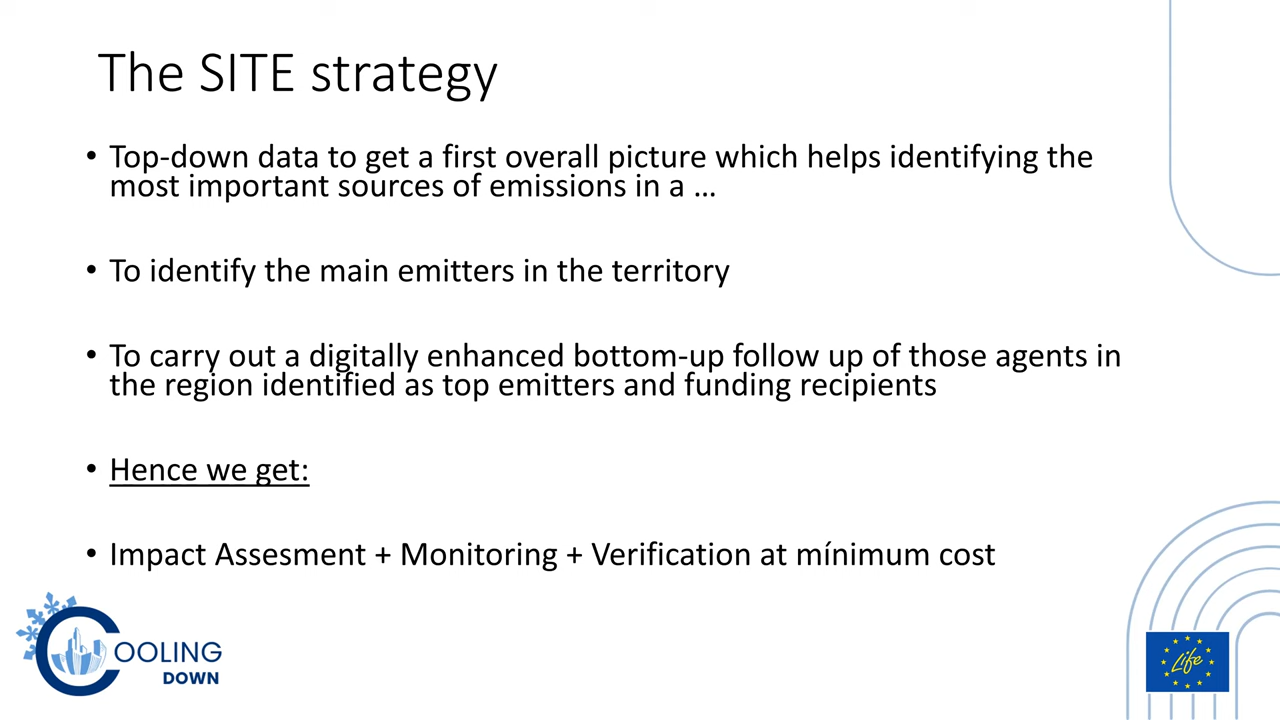 The SITE strategy
• Top-down data to get a first overall picture which helps identifying the
most important sources of emissions in a ...
• To identify the main emitters in the territory
• To carry out a digitally enhanced bottom-up follow up of those agents in
the region identified as top emitters and funding recipients
• Hence we get:
• Impact Assesment + Monitoring + Verification at mínimum cost
COOLING
DOWN
Life